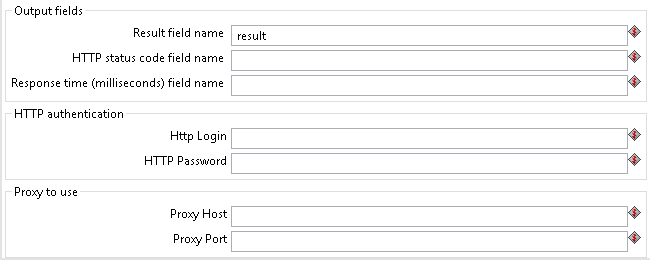 Output fields
Result field name result
HTTP status code field name
Response time (milliseconds) field name
HTTP authentication
Http Login
HTTP Password
Proxy to use
Proxy Host
Proxy Port